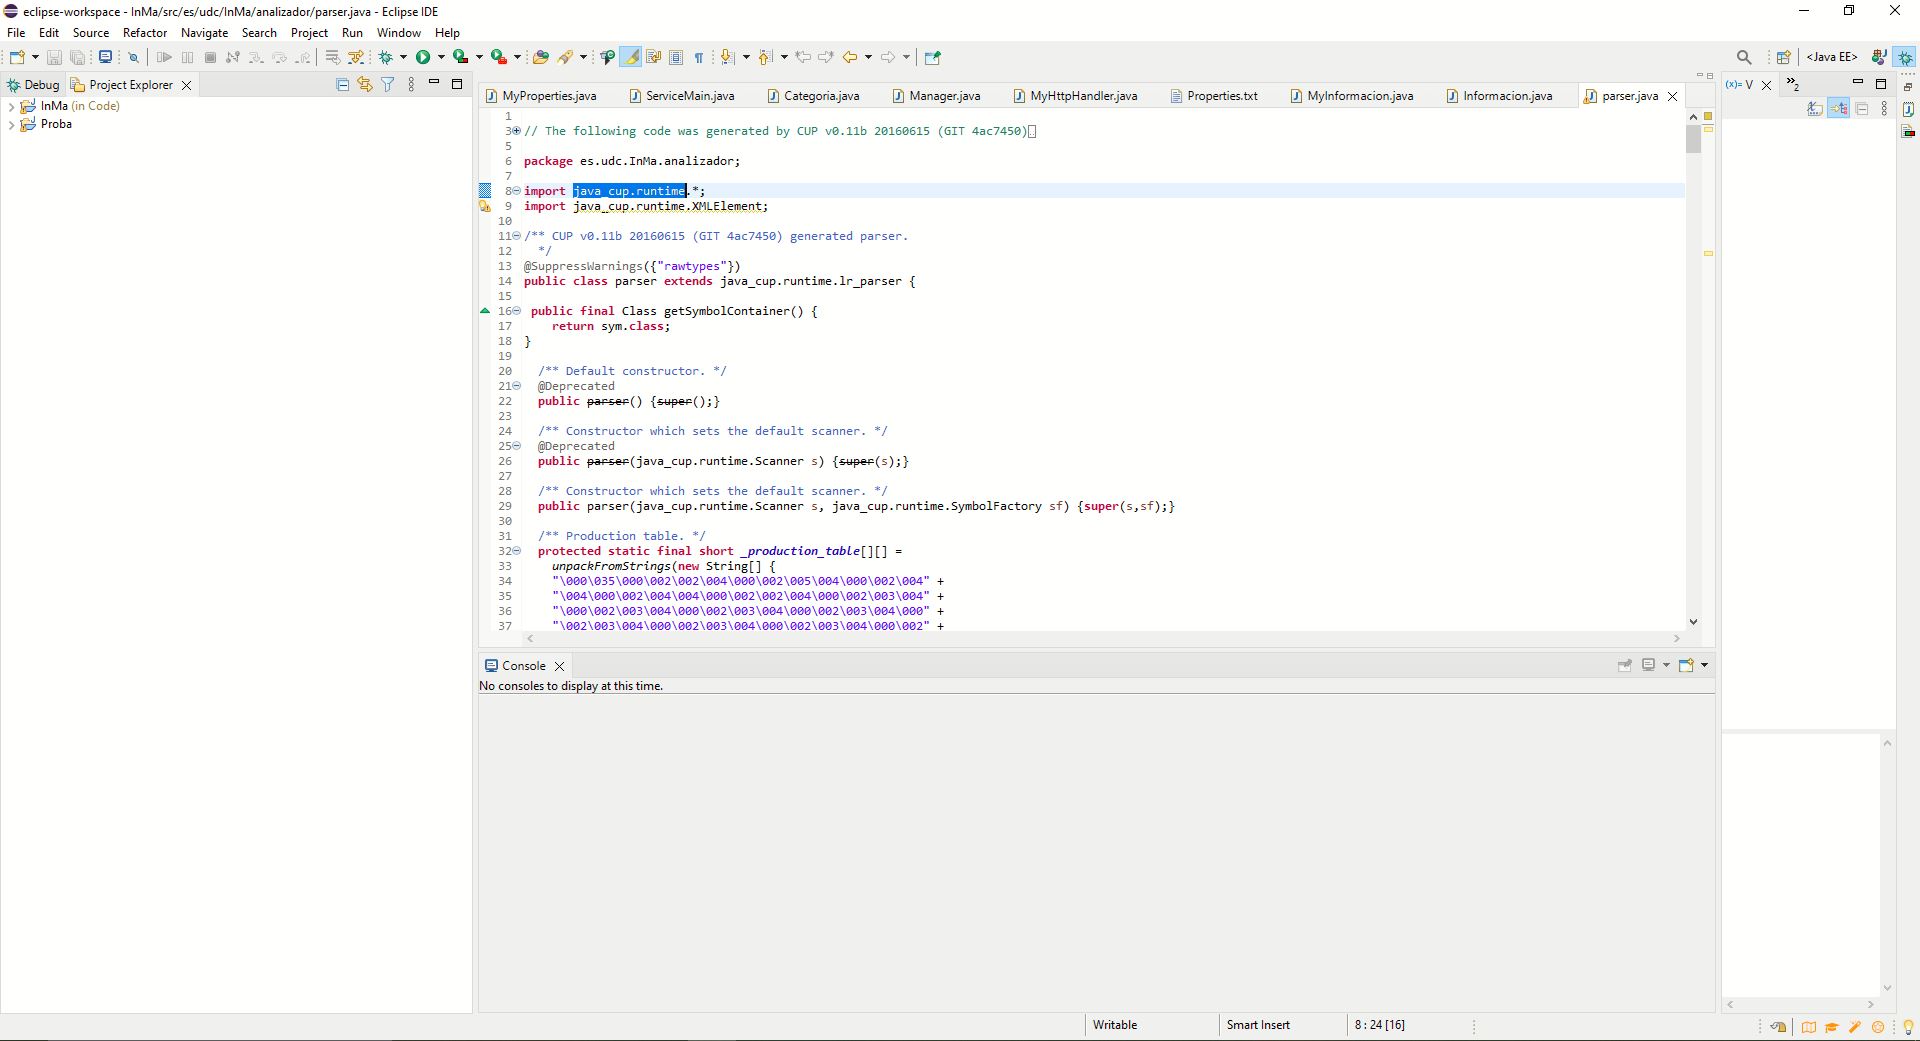 eclipse-workspace - InMa/src/es/udc/InMa/analizador/parser.java - Eclipse IDE
File Edit Source Refactor Navigate Search Project Run Window Help
<Java EE>
Debug Project Explorer
InMa (in Code)
Proba
MyProperties.java ServiceMain.java Categoria.java Manager.java MyHttpHandler.java Properties.txt MyInformacion.java Informacion.java parser.java
(x)= V
»2
1
3 // The following code was generated by CUP v0.11b 20160615 (GIT 4ac7450)
5
6 package es.udc.InMa.analizador;
7
8 import java_cup.runtime.*;
9 import java_cup.runtime.XMLElement;
10
11 /** CUP v0.11b 20160615 (GIT 4ac7450) generated parser.
12 */
13 @SuppressWarnings({"rawtypes"})
14 public class parser extends java_cup.runtime.lr_parser {
15
16 public final Class getSymbolContainer() {
17 return sym.class;
18 }
19
20 /** Default constructor. */
21 @Deprecated
22 public parser() {super();}
23
24 /** Constructor which sets the default scanner. */
25 @Deprecated
26 public parser(java_cup.runtime.Scanner s) {super(s);}
27
28 /** Constructor which sets the default scanner. */
29 public parser(java_cup.runtime.Scanner s, java_cup.runtime.SymbolFactory sf) {super(s,sf);}
30
31 /** Production table. */
32 protected static final short _production_table[][] =
33 unpackFromStrings(new String[] {
34 "\000\035\000\002\002\004\000\002\005\004\000\002\004" +
35 "\004\000\002\004\004\000\002\002\004\000\002\003\004" +
36 "\000\002\003\004\000\002\003\004\000\002\003\004\000" +
37 "\002\003\004\000\002\003\004\000\002\003\004\000\002" +
Console
No consoles to display at this time.
Writable Smart Insert 8 : 24 [16]